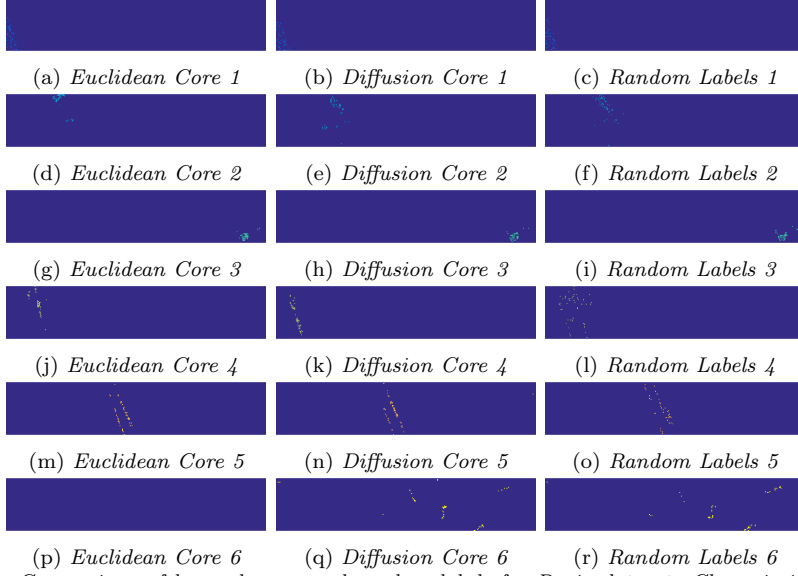 (a) Euclidean Core 1 (b) Diffusion Core 1 (c) Random Labels 1
(d) Euclidean Core 2 (e) Diffusion Core 2 (f) Random Labels 2
(g) Euclidean Core 3 (h) Diffusion Core 3 (i) Random Labels 3
(j) Euclidean Core 4 (k) Diffusion Core 4 (l) Random Labels 4
(m) Euclidean Core 5 (n) Diffusion Core 5 (o) Random Labels 5
(p) Euclidean Core 6 (q) Diffusion Core 6 (r) Random Labels 6